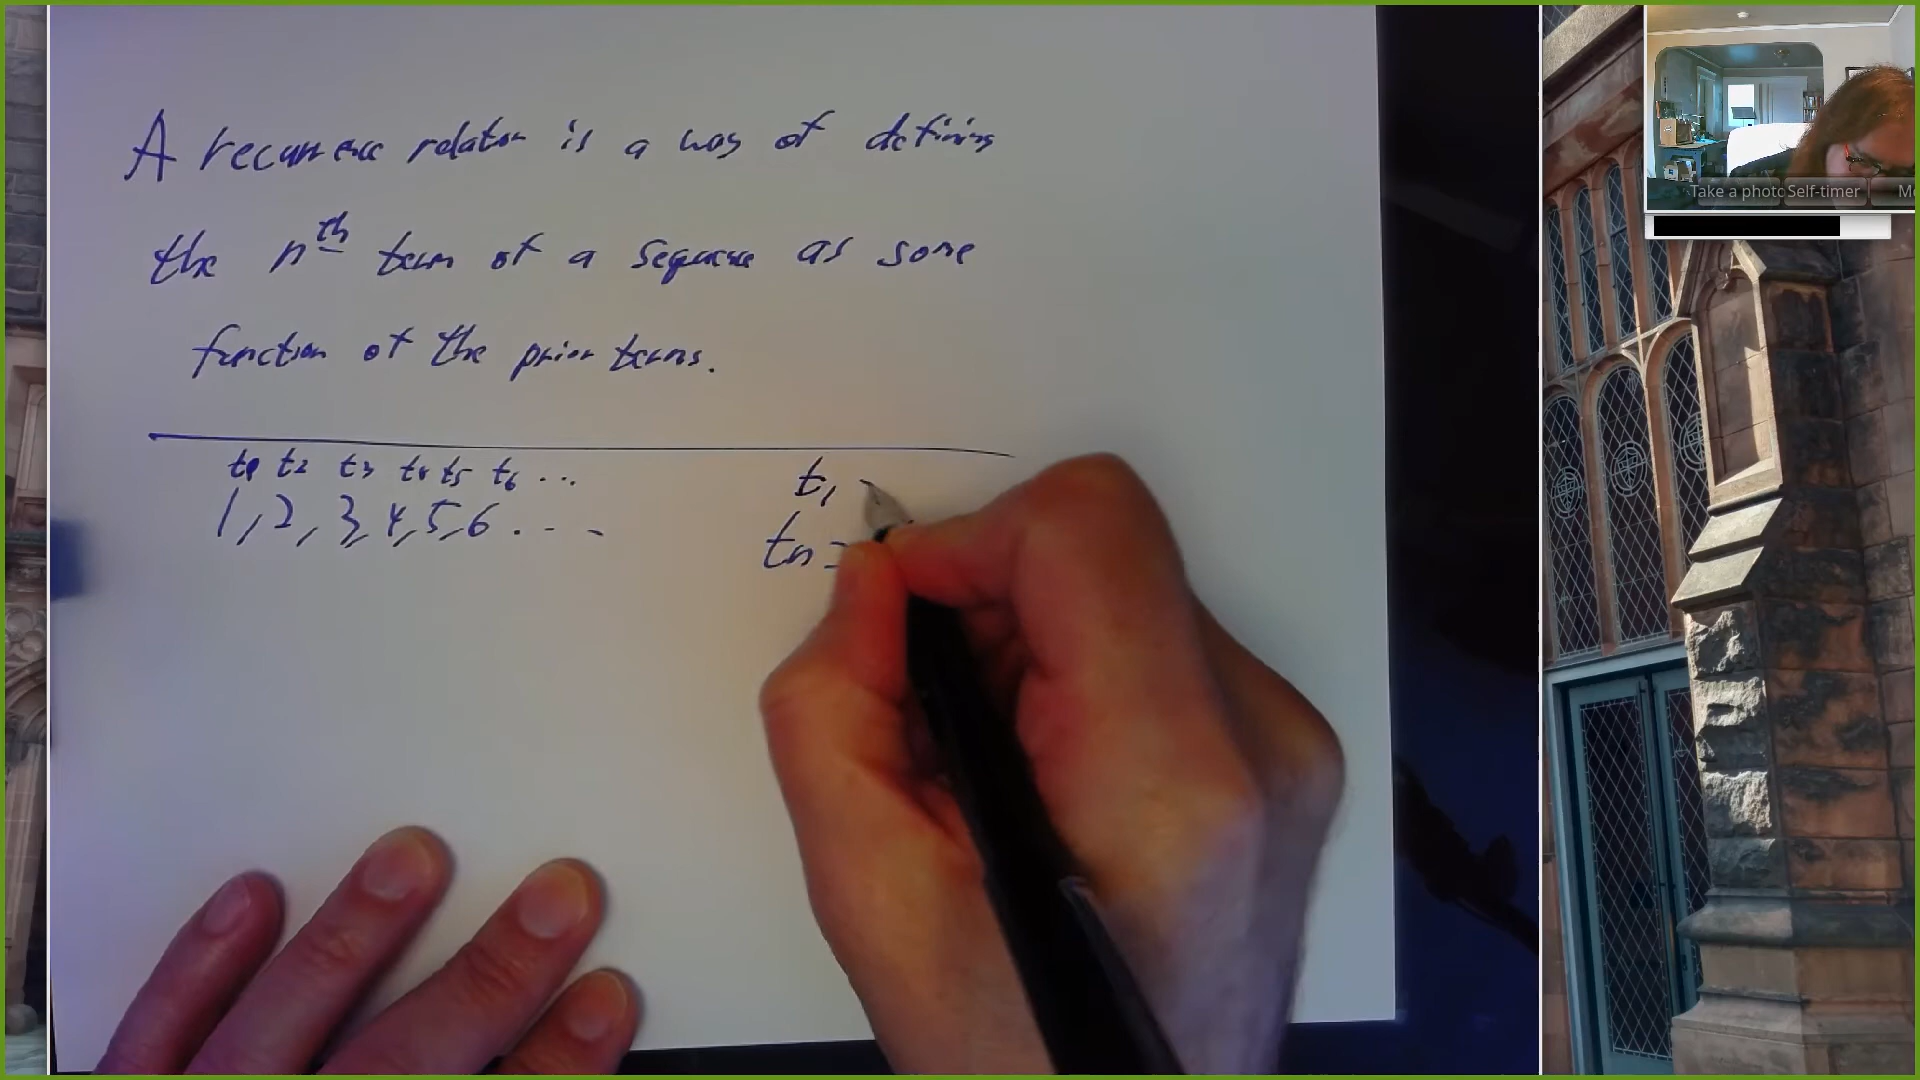 A recurrence relation is a way of defining
the nth term of a sequence as some
function of the prior terms.
t1 t2 t3 t4 t5 t6 ...
1, 2, 3, 4, 5, 6 . . .
t1
tn =
Take a photo Self-timer Mo